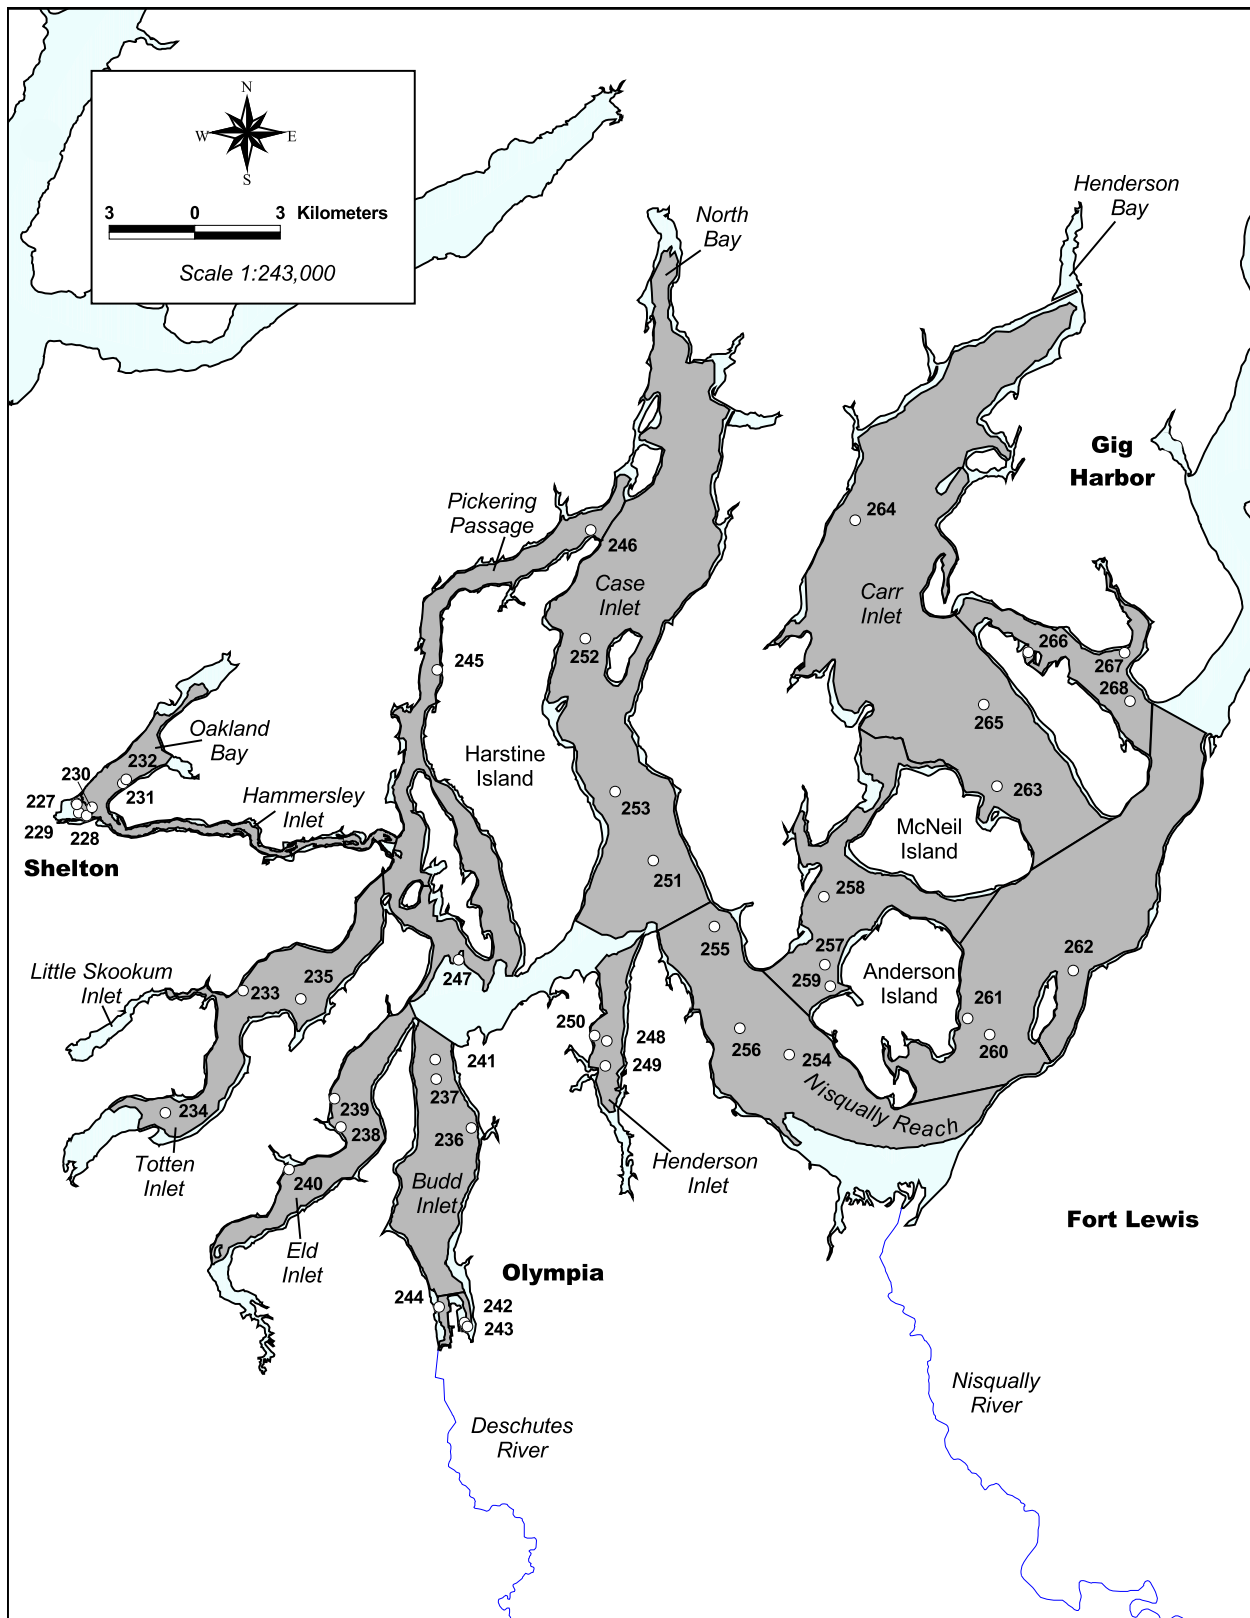 N
W
E
S
3
0
3
Kilometers
Scale 1:243,000
Henderson
Bay
North
Bay
Gig
Harbor
Pickering
Passage
264
246
Case
Inlet
Carr
Inlet
266
252
267
245
268
265
Oakland
Bay
Harstine
Island
232
230
231
227
229
228
Hammersley
Inlet
253
263
McNeil
Island
Shelton
251
258
255
257
262
Little Skookum
Inlet
235
233
247
259
Anderson
Island
261
250
248
256
260
241
249
254
237
Nisqually Reach
239
234
238
236
Totten
Inlet
Henderson
Inlet
240
Budd
Inlet
Fort Lewis
Eld
Inlet
Olympia
244
242
243
Nisqually
River
Deschutes
River